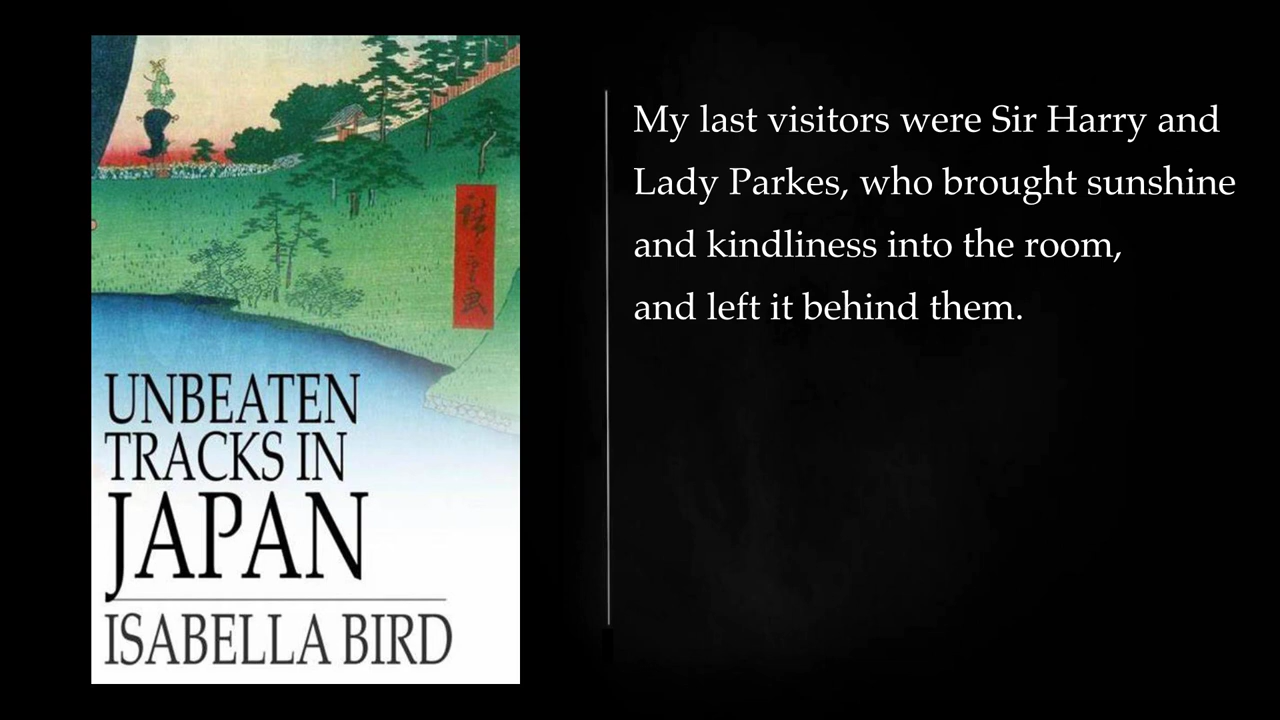 UNBEATEN
TRACKS IN
JAPAN
ISABELLA BIRD
My last visitors were Sir Harry and
Lady Parkes, who brought sunshine
and kindliness into the room,
and left it behind them.